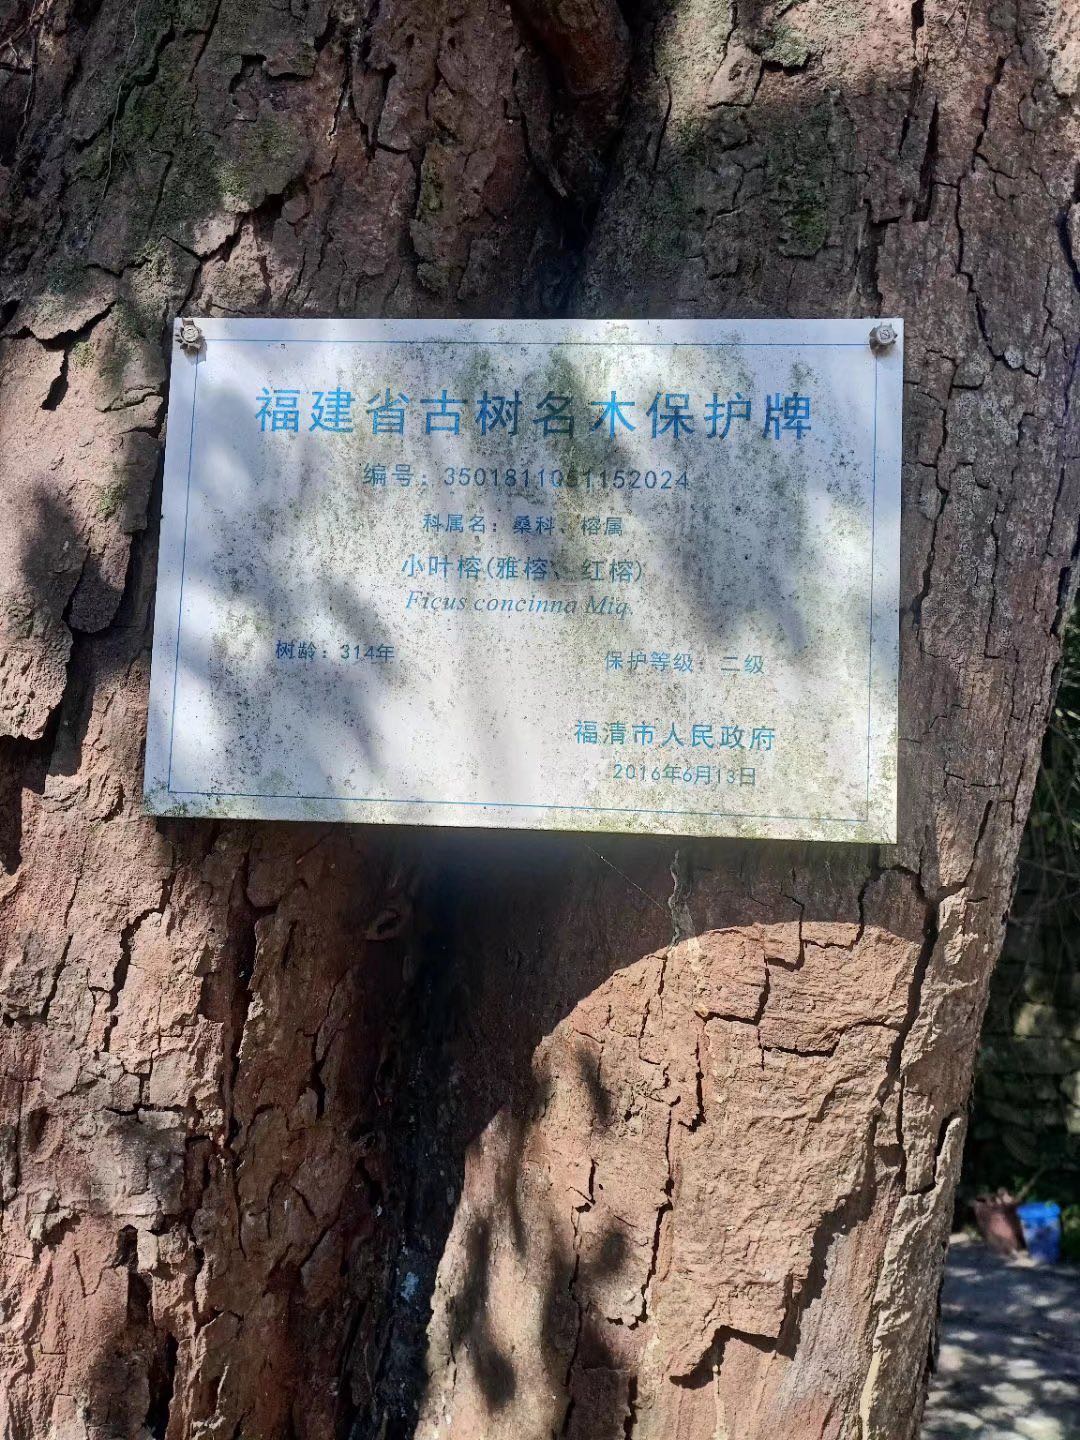 福建省古树名木保护牌
编号：3501811051152024
科属名：桑科、榕属
小叶榕(雅榕、红榕)
Ficus concinna Miq.
树龄：314年
保护等级：二级
福清市人民政府
2016年6月13日